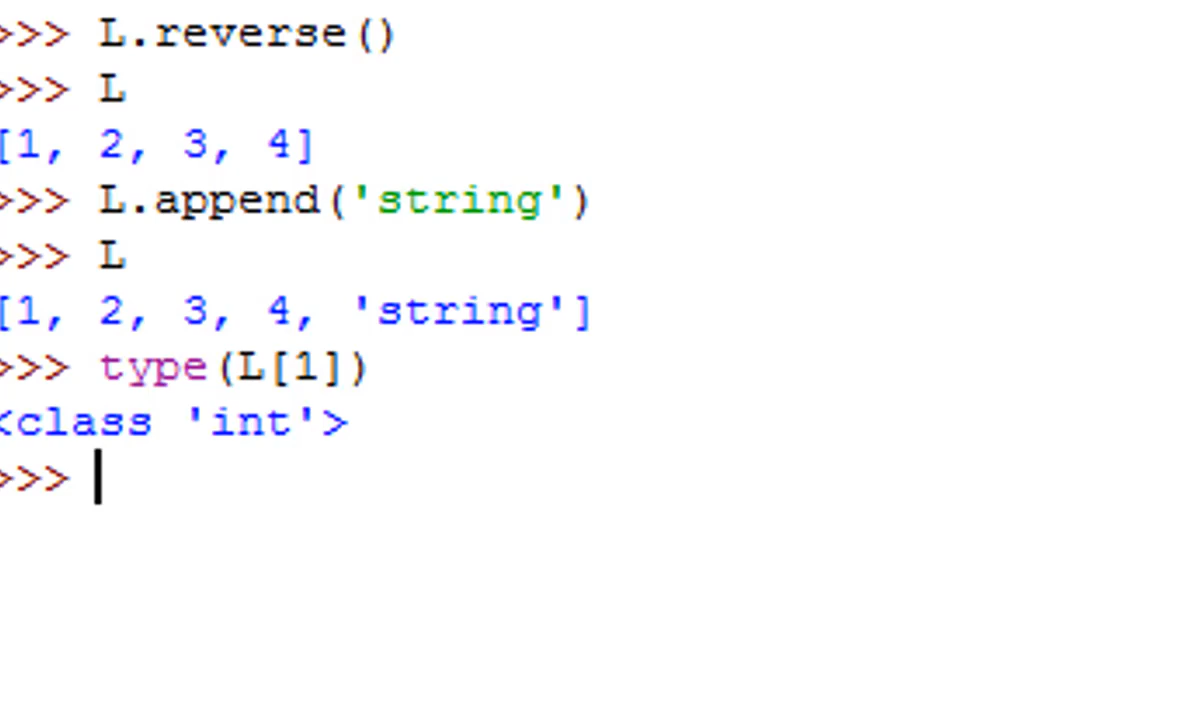 >>> L.reverse()
>>> L
[1, 2, 3, 4]
>>> L.append('string')
>>> L
[1, 2, 3, 4, 'string']
>>> type(L[1])
<class 'int'>
>>>